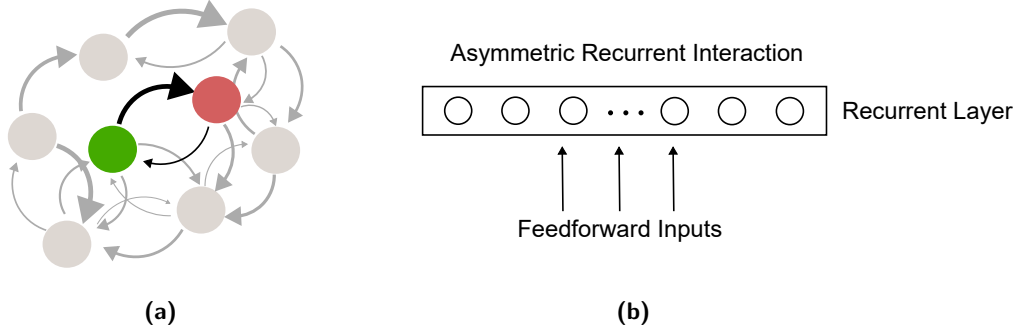 Asymmetric Recurrent Interaction
Recurrent Layer
Feedforward Inputs
(a)
(b)